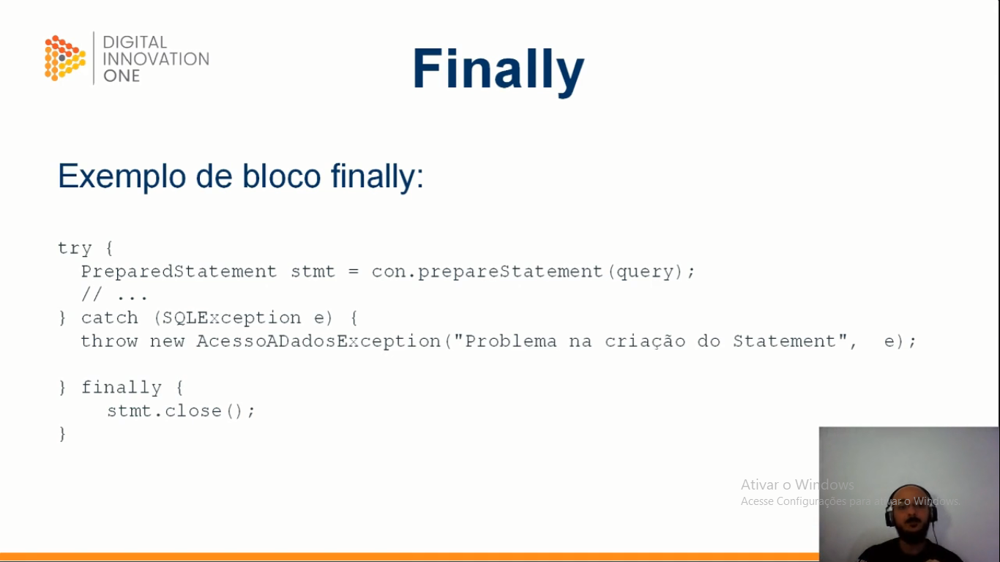 DIGITAL
INNOVATION
ONE
Finally
Exemplo de bloco finally:
try {
PreparedStatement stmt = con.prepareStatement(query);
// ...
} catch (SQLException e) {
throw new AcessoADadosException("Problema na criação do Statement", e);
} finally {
stmt.close();
}
Ativar o Windows
Acesse Configurações para ativar o Windows.